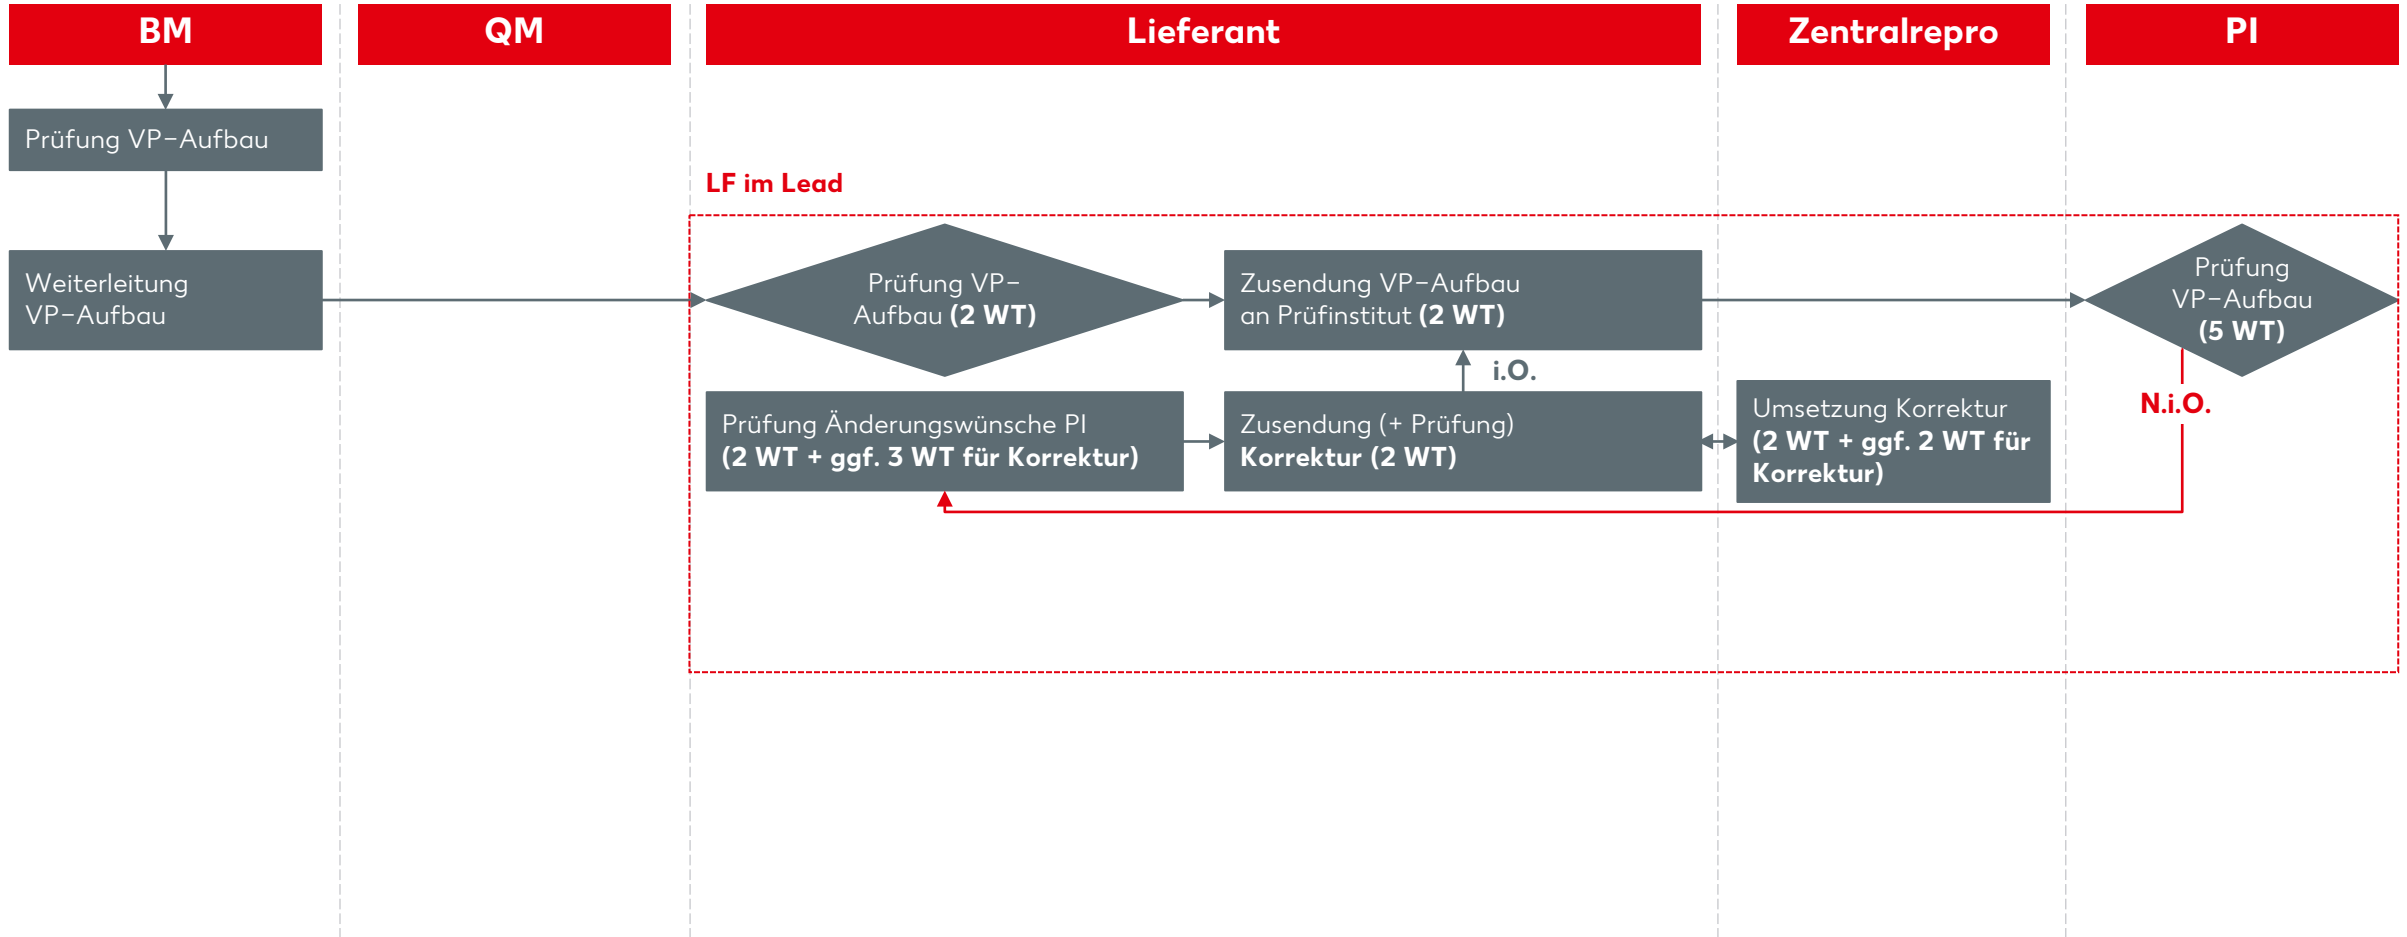 BM
QM
Lieferant
Zentralrepro
PI
Prüfung VP-Aufbau
LF im Lead
Weiterleitung
VP-Aufbau
Prüfung VP-
Aufbau (2 WT)
Zusendung VP-Aufbau
an Prüfinstitut (2 WT)
Prüfung
VP-Aufbau
(5 WT)
i.O.
N.i.O.
Prüfung Änderungswünsche PI
(2 WT + ggf. 3 WT für Korrektur)
Zusendung (+ Prüfung)
Korrektur (2 WT)
Umsetzung Korrektur
(2 WT + ggf. 2 WT für
Korrektur)